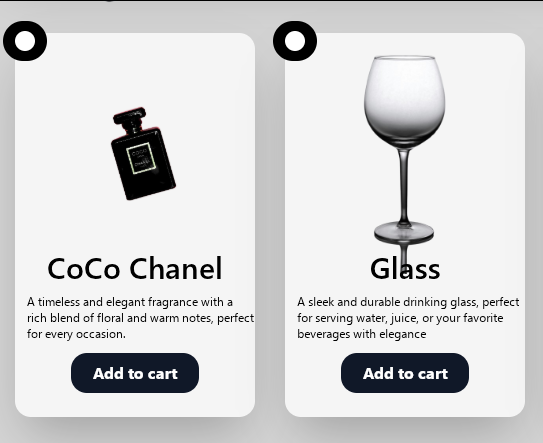 CoCo Chanel
A timeless and elegant fragrance with a
rich blend of floral and warm notes, perfect
for every occasion.
Add to cart
Glass
A sleek and durable drinking glass, perfect
for serving water, juice, or your favorite
beverages with elegance
Add to cart